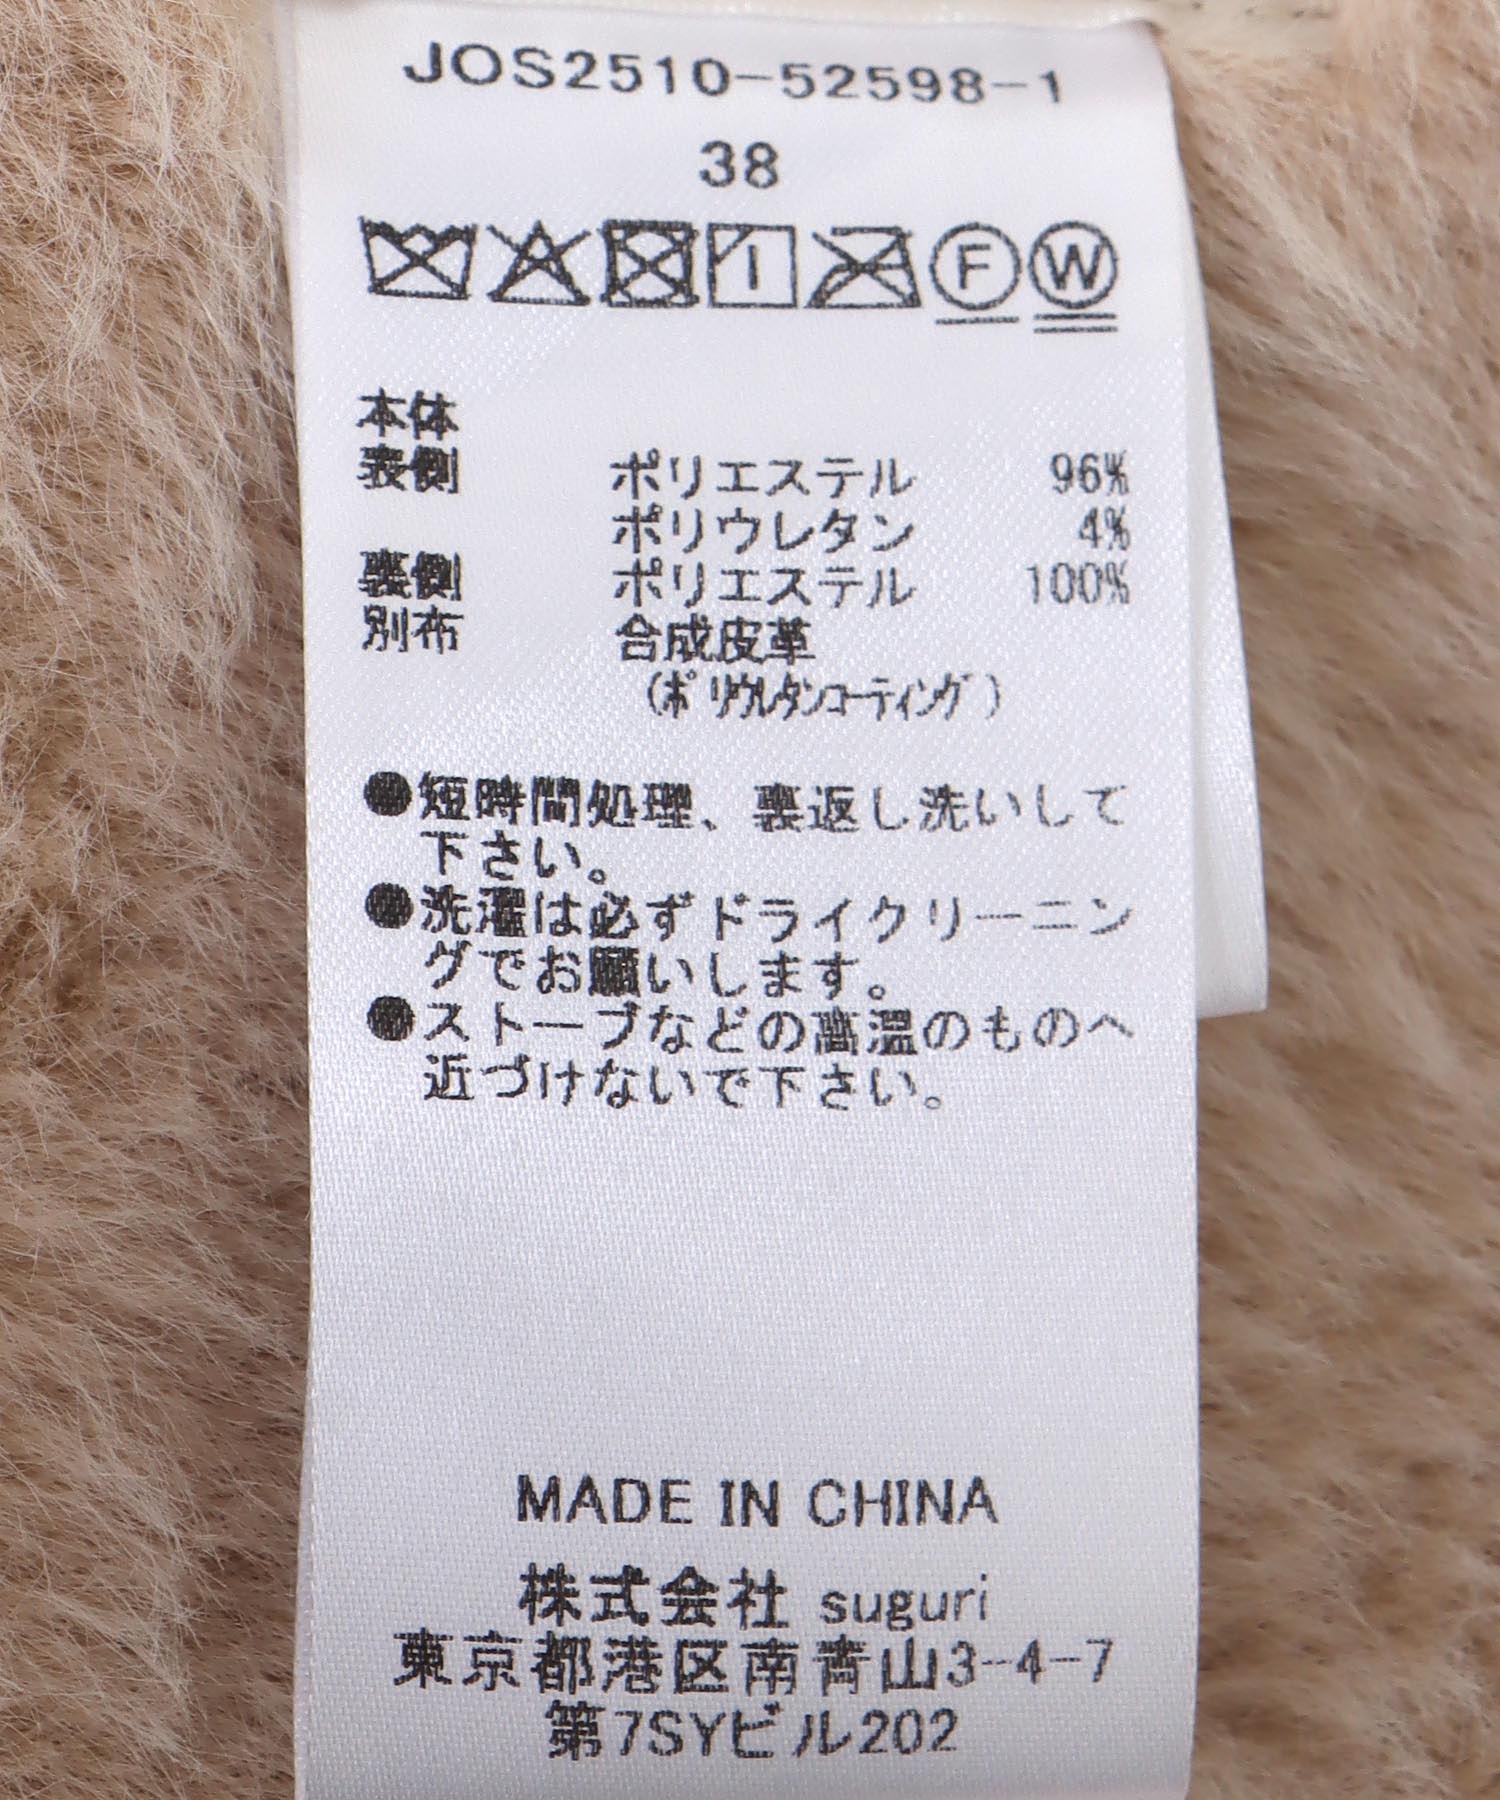 JOS2510-52598-1
38
本体
表側 ポリエステル 96%
ポリウレタン 4%
裏側 ポリエステル 100%
別布 合成皮革
(ポリウレタンコーティング)
●短時間処理、裏返し洗いして
下さい。
●洗濯は必ずドライクリーニン
グでお願いします。
●ストーブなどの高温のものへ
近づけないで下さい。
MADE IN CHINA
株式会社 suguri
東京都港区南青山3-4-7
第7SYビル202